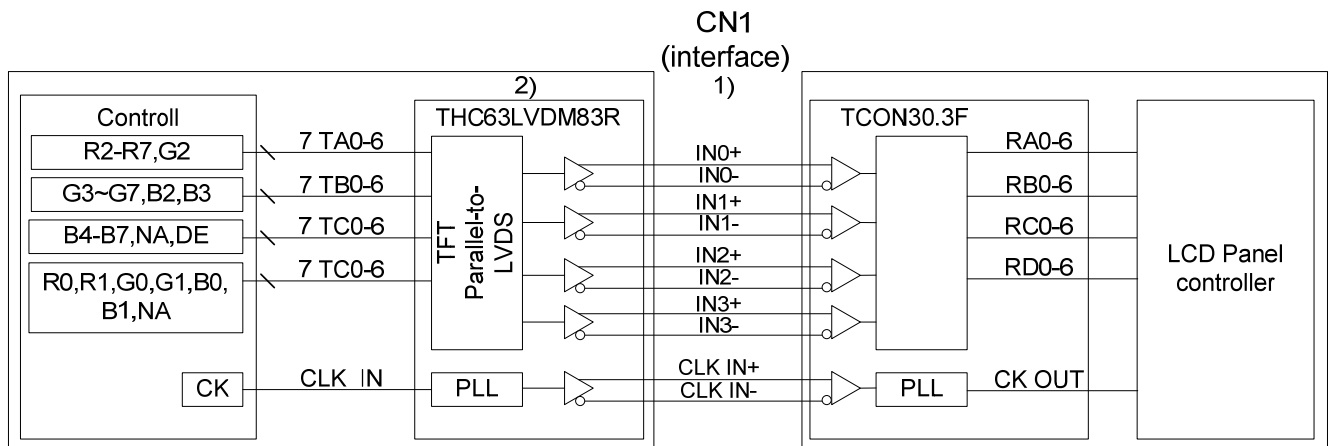 CN1
(interface)
1)
2)
Controll
R2-R7,G2
G3~G7,B2,B3
B4-B7,NA,DE
R0,R1,G0,G1,B0,
B1,NA
CK
7 TA0-6
7 TB0-6
7 TC0-6
7 TC0-6
CLK IN
THC63LVDM83R
TFT
Parallel-to-
LVDS
PLL
IN0+
IN0-
IN1+
IN1-
IN2+
IN2-
IN3+
IN3-
CLK IN+
CLK IN-
TCON30.3F
PLL
RA0-6
RB0-6
RC0-6
RD0-6
CK OUT
LCD Panel
controller